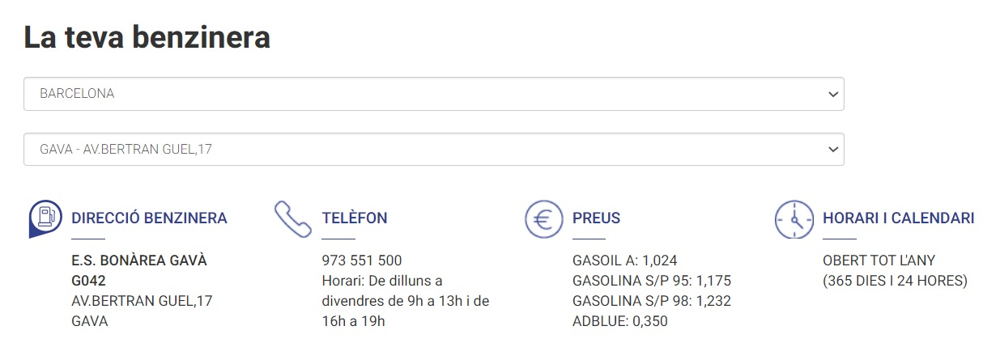 La teva benzinera
BARCELONA
GAVA - AV.BERTRAN GUEL,17
DIRECCIÓ BENZINERA
E.S. BONÀREA GAVÀ
G042
AV.BERTRAN GUEL,17
GAVA
TELÈFON
973 551 500
Horari: De dilluns a
divendres de 9h a 13h i de
16h a 19h
PREUS
GASOIL A: 1,024
GASOLINA S/P 95: 1,175
GASOLINA S/P 98: 1,232
ADBLUE: 0,350
HORARI I CALENDARI
OBERT TOT L'ANY
(365 DIES I 24 HORES)